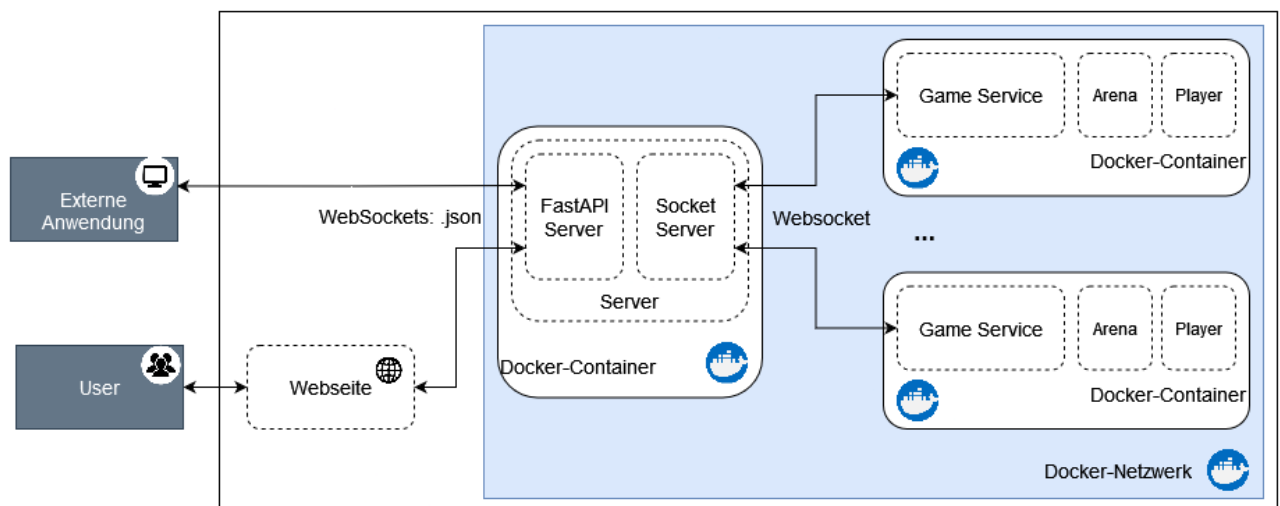 Externe
Anwendung
User
WebSockets: .json
Webseite
FastAPI
Server
Socket
Server
Server
Docker-Container
Websocket
Game Service
Arena
Player
Docker-Container
...
Game Service
Arena
Player
Docker-Container
Docker-Netzwerk